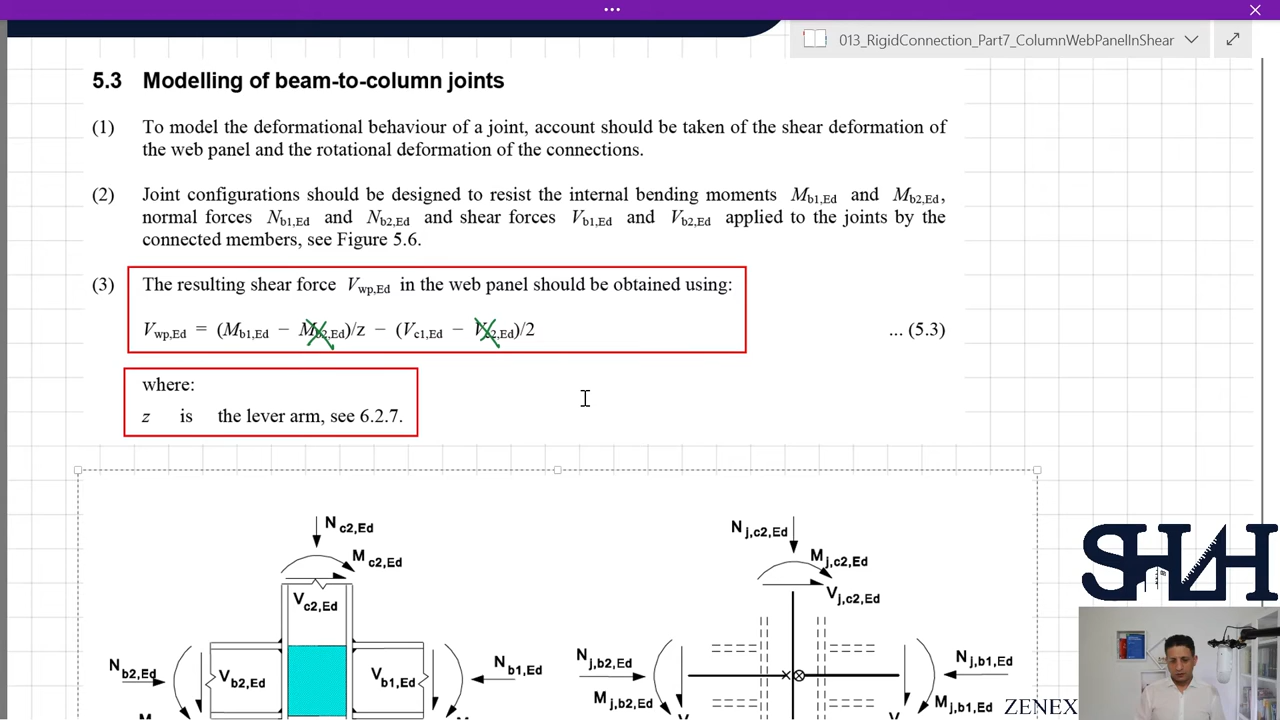 013_RigidConnection_Part7_ColumnWebPanelInShear
5.3 Modelling of beam-to-column joints
(1) To model the deformational behaviour of a joint, account should be taken of the shear deformation of
the web panel and the rotational deformation of the connections.
(2) Joint configurations should be designed to resist the internal bending moments Mb1,Ed and Mb2,Ed,
normal forces Nb1,Ed and Nb2,Ed and shear forces Vb1,Ed and Vb2,Ed applied to the joints by the
connected members, see Figure 5.6.
(3) The resulting shear force Vwp,Ed in the web panel should be obtained using:
Vwp,Ed = (Mb1,Ed − Mb2,Ed)/z − (Vc1,Ed − Vc2,Ed)/2 ... (5.3)
where:
z is the lever arm, see 6.2.7.
Nc2,Ed
Mc2,Ed
Vc2,Ed
Nj,c2,Ed
Mj,c2,Ed
Vj,c2,Ed
Nb2,Ed
Vb2,Ed
Vb1,Ed
Nb1,Ed
Nj,b2,Ed
Mj,b2,Ed
Nj,b1,Ed
Mj,b1,Ed
ZENEX